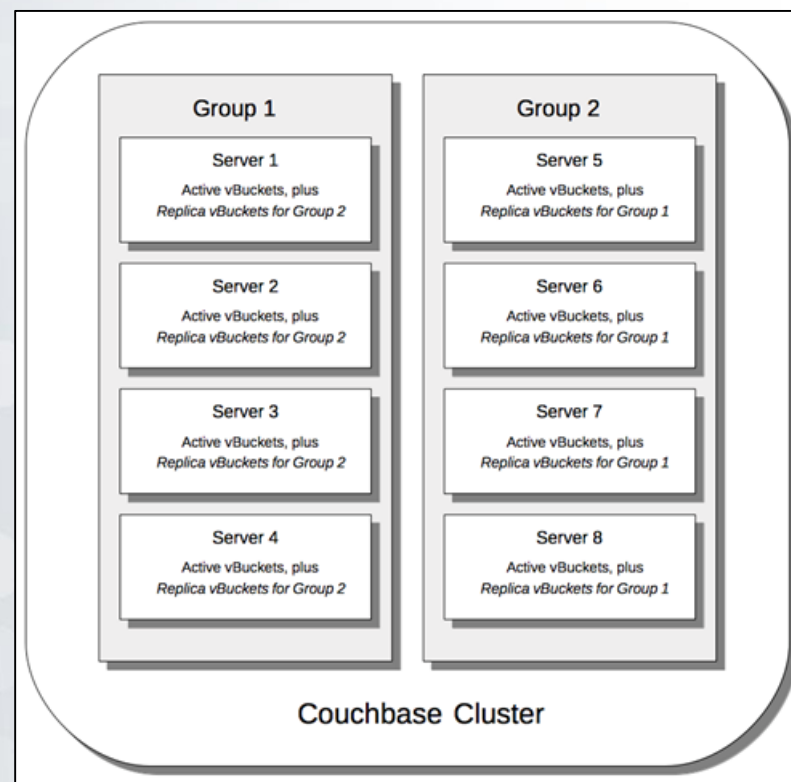 Group 1
Server 1
Active vBuckets, plus
Replica vBuckets for Group 2
Server 2
Active vBuckets, plus
Replica vBuckets for Group 2
Server 3
Active vBuckets, plus
Replica vBuckets for Group 2
Server 4
Active vBuckets, plus
Replica vBuckets for Group 2
Group 2
Server 5
Active vBuckets, plus
Replica vBuckets for Group 1
Server 6
Active vBuckets, plus
Replica vBuckets for Group 1
Server 7
Active vBuckets, plus
Replica vBuckets for Group 1
Server 8
Active vBuckets, plus
Replica vBuckets for Group 1
Couchbase Cluster